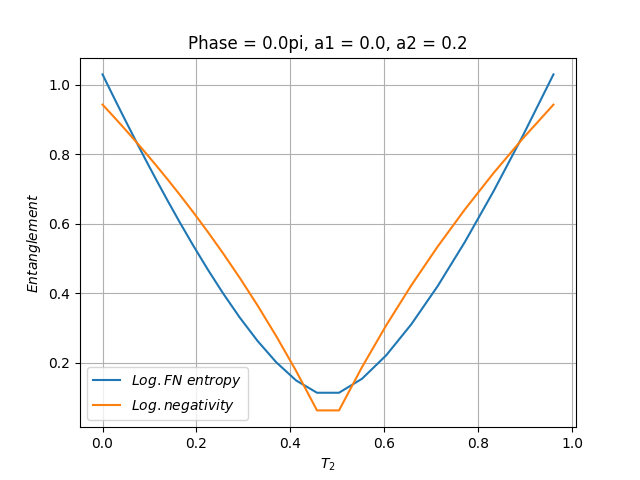 Phase = 0.0pi, a1 = 0.0, a2 = 0.2
Entanglement
1.0
0.8
0.6
0.4
0.2
Log.FN entropy
Log.negativity
0.0 0.2 0.4 0.6 0.8 1.0
T2